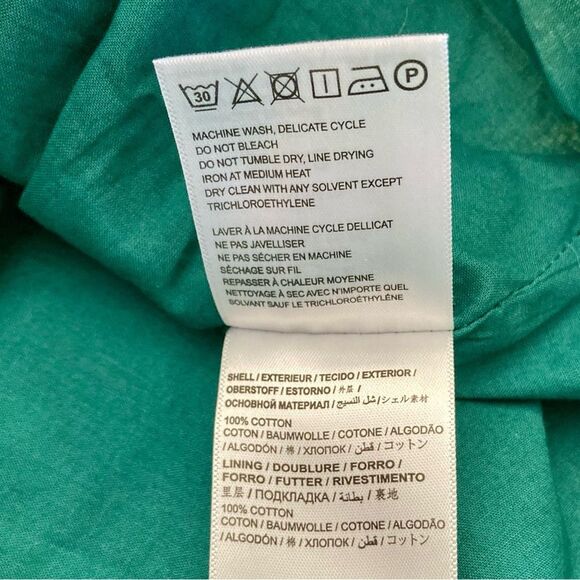 30 P
MACHINE WASH, DELICATE CYCLE
DO NOT BLEACH
DO NOT TUMBLE DRY, LINE DRYING
IRON AT MEDIUM HEAT
DRY CLEAN WITH ANY SOLVENT EXCEPT
TRICHLOROETHYLENE
LAVER À LA MACHINE CYCLE DELLICAT
NE PAS JAVELLISER
NE PAS SÉCHER EN MACHINE
SÉCHAGE SUR FIL
REPASSER À CHALEUR MOYENNE
NETTOYAGE À SEC AVEC N'IMPORTE QUEL
SOLVANT SAUF LE TRICHLOROÉTHYLÈNE
SHELL / EXTERIEUR / TECIDO / EXTERIOR /
OBERSTOFF / ESTORNO / 外层 /
ОСНОВНОЙ МАТЕРИАЛ / شل النسيج / シェル素材
100% COTTON
COTON / BAUMWOLLE / COTONE / ALGODÃO
/ ALGODÓN / 棉 / ХЛОПОК / قطن / コットン
LINING / DOUBLURE / FORRO /
FORRO / FUTTER / RIVESTIMENTO
里层 / ПОДКЛАДКА / بطانة / 裏地
100% COTTON
COTON / BAUMWOLLE / COTONE / ALGODÃO
/ ALGODÓN / 棉 / ХЛОПОК / قطن / コットン